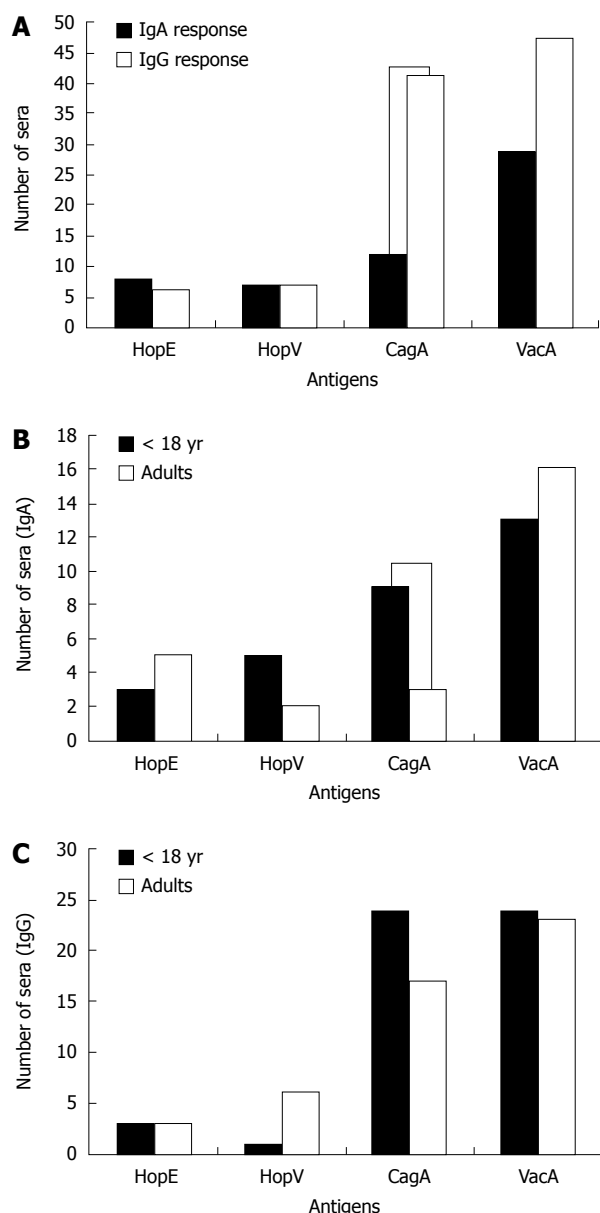 A
IgA response
IgG response
Number of sera
50
45
40
35
30
25
20
15
10
5
0
HopE HopV CagA VacA
Antigens
B
< 18 yr
Adults
Number of sera (IgA)
18
16
14
12
10
8
6
4
2
0
HopE HopV CagA VacA
Antigens
C
< 18 yr
Adults
Number of sera (IgG)
30
25
20
15
10
5
0
HopE HopV CagA VacA
Antigens